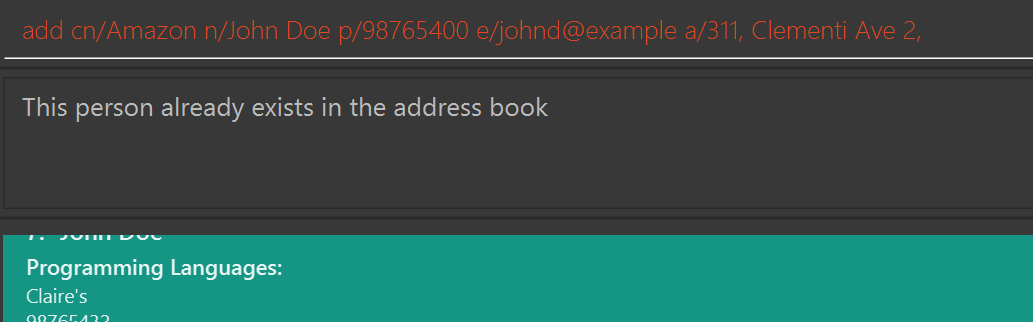 add cn/Amazon n/John Doe p/98765400 e/johnd@example a/311, Clementi Ave 2,
This person already exists in the address book
7. John Doe
Programming Languages:
Claire's
98765433